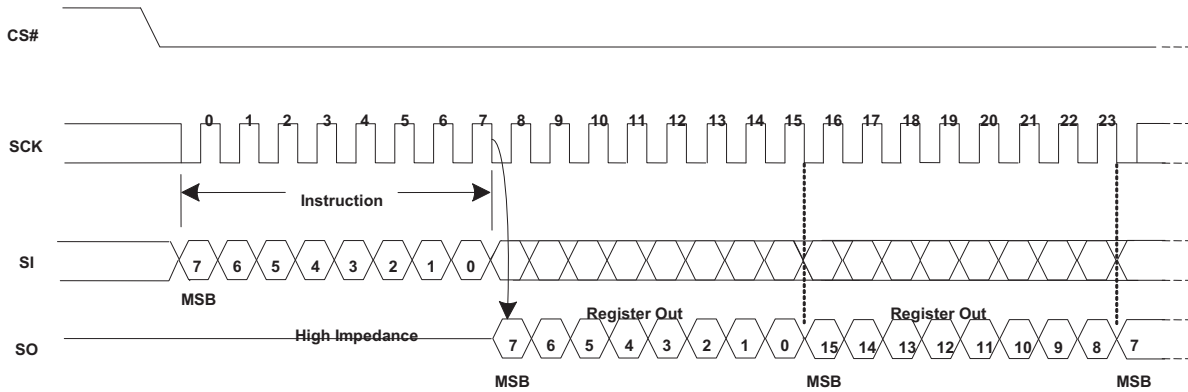 CS#
0 1 2 3 4 5 6 7 8 9 10 11 12 13 14 15 16 17 18 19 20 21 22 23
SCK
Instruction
SI
7 6 5 4 3 2 1 0
MSB
High Impedance
Register Out
Register Out
SO
7 6 5 4 3 2 1 0 15 14 13 12 11 10 9 8 7
MSB
MSB
MSB